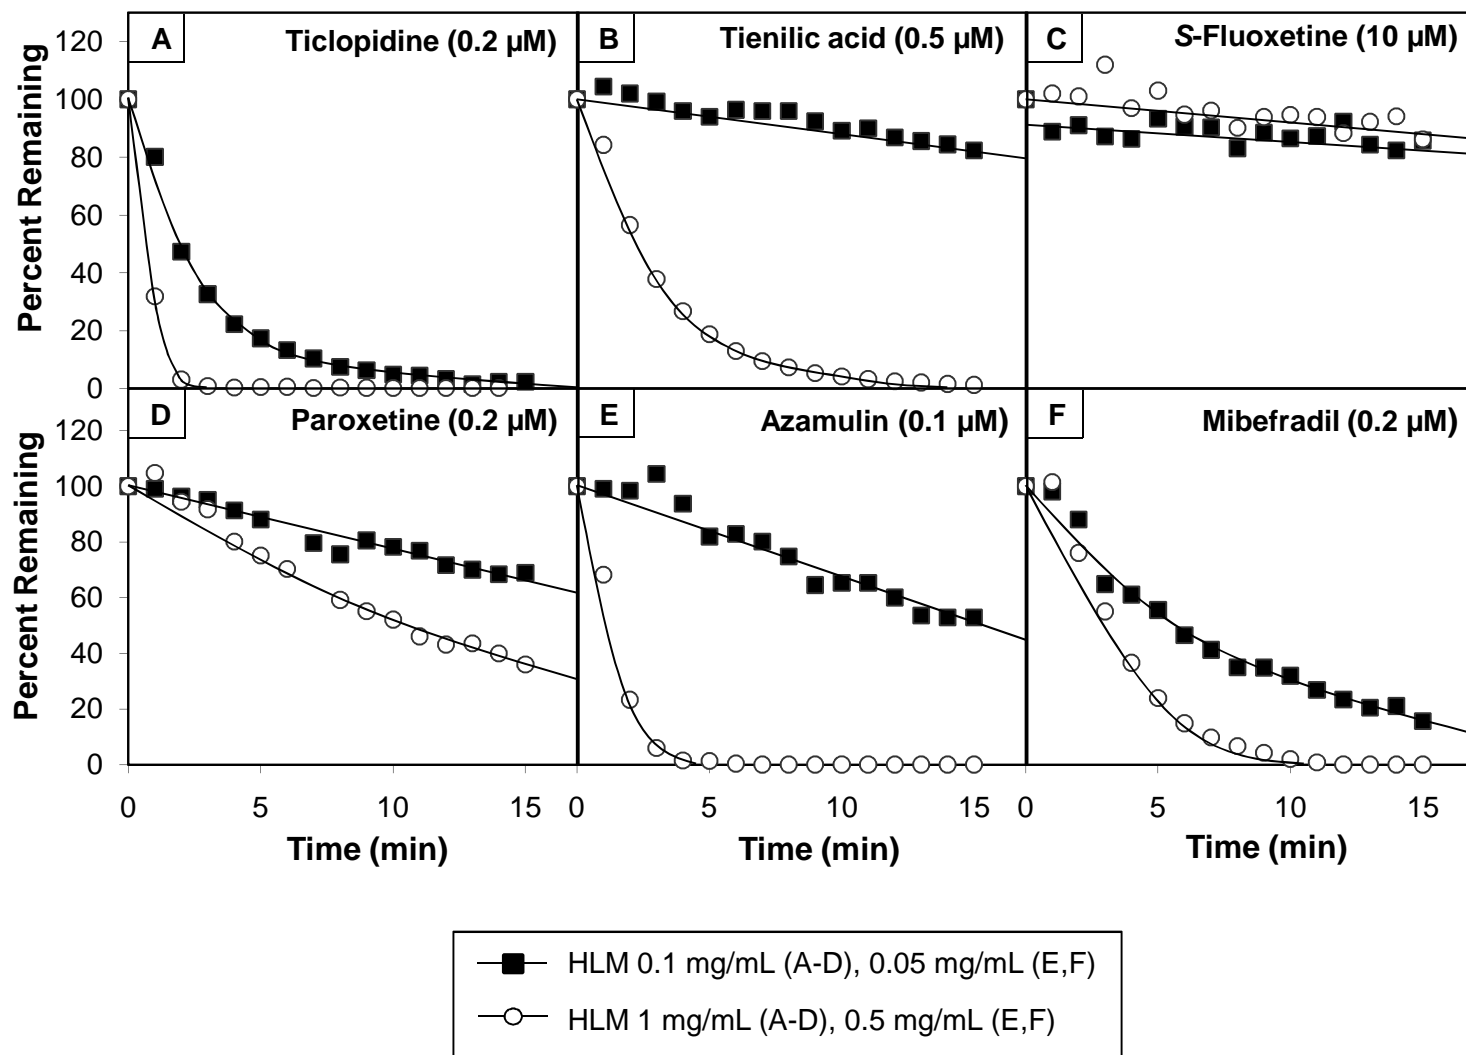 A Ticlopidine (0.2 µM)
B Tienilic acid (0.5 µM)
C S-Fluoxetine (10 µM)
Percent Remaining
120
100
80
60
40
20
0
D Paroxetine (0.2 µM)
E Azamulin (0.1 µM)
F Mibefradil (0.2 µM)
Percent Remaining
120
100
80
60
40
20
0
0 5 10 15
0 5 10 15
0 5 10 15
Time (min)
Time (min)
Time (min)
HLM 0.1 mg/mL (A-D), 0.05 mg/mL (E,F)
HLM 1 mg/mL (A-D), 0.5 mg/mL (E,F)